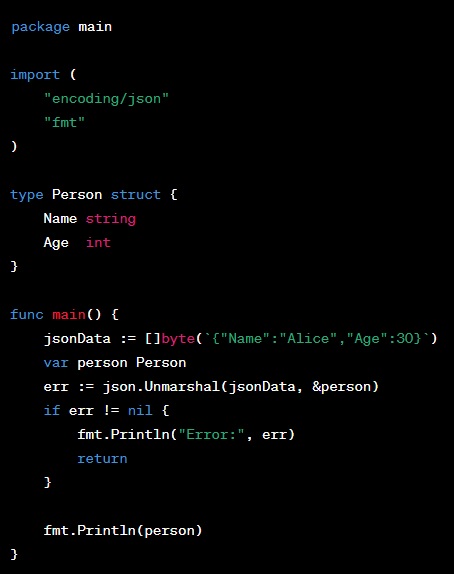 package main

import (
    "encoding/json"
    "fmt"
)

type Person struct {
    Name string
    Age  int
}

func main() {
    jsonData := []byte(`{"Name":"Alice","Age":30}`)
    var person Person
    err := json.Unmarshal(jsonData, &person)
    if err != nil {
        fmt.Println("Error:", err)
        return
    }

    fmt.Println(person)
}